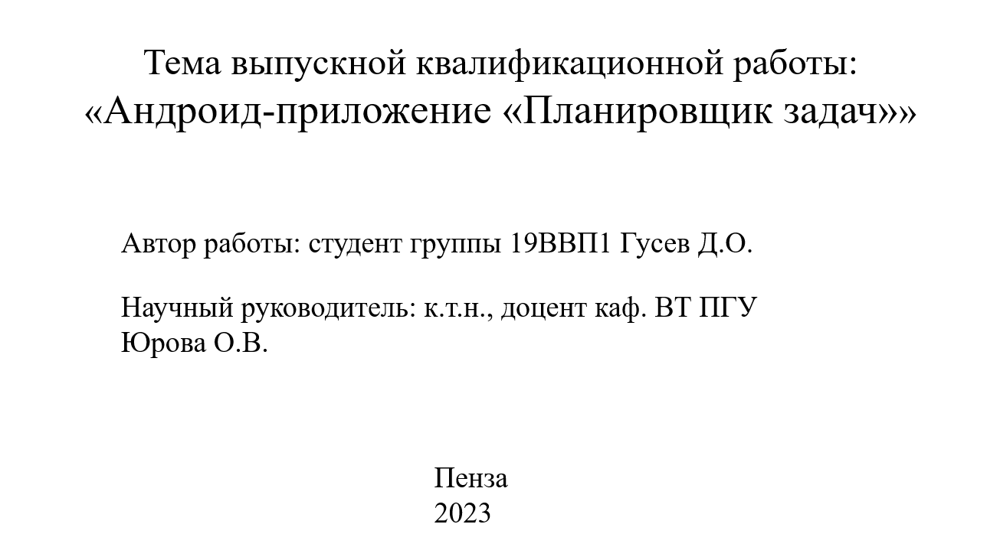 Тема выпускной квалификационной работы:
«Андроид-приложение «Планировщик задач»»
Автор работы: студент группы 19ВВП1 Гусев Д.О.
Научный руководитель: к.т.н., доцент каф. ВТ ПГУ
Юрова О.В.
Пенза
2023